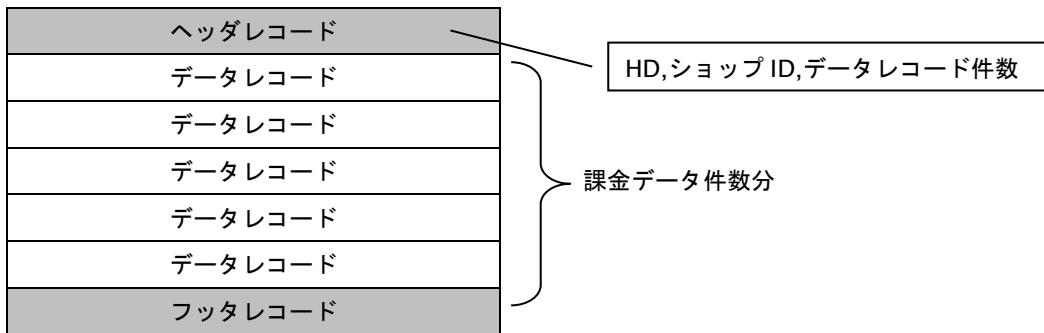 ヘッダレコード
HD,ショップ ID,データレコード件数
データレコード
データレコード
データレコード
課金データ件数分
データレコード
データレコード
フッタレコード